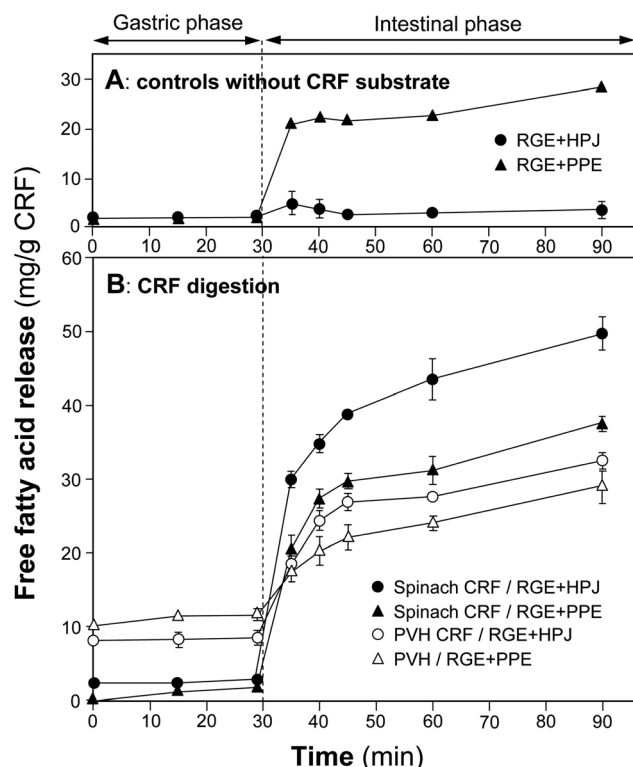 Gastric phase
Intestinal phase
A: controls without CRF substrate
30
20
10
0
RGE+HPJ
RGE+PPE
0 10 20 30 40 50 60 70 80 90
60
B: CRF digestion
50
40
30
20
10
0
Spinach CRF / RGE+HPJ
Spinach CRF / RGE+PPE
PVH CRF / RGE+HPJ
PVH / RGE+PPE
0 10 20 30 40 50 60 70 80 90
Time (min)
Free fatty acid release (mg/g CRF)